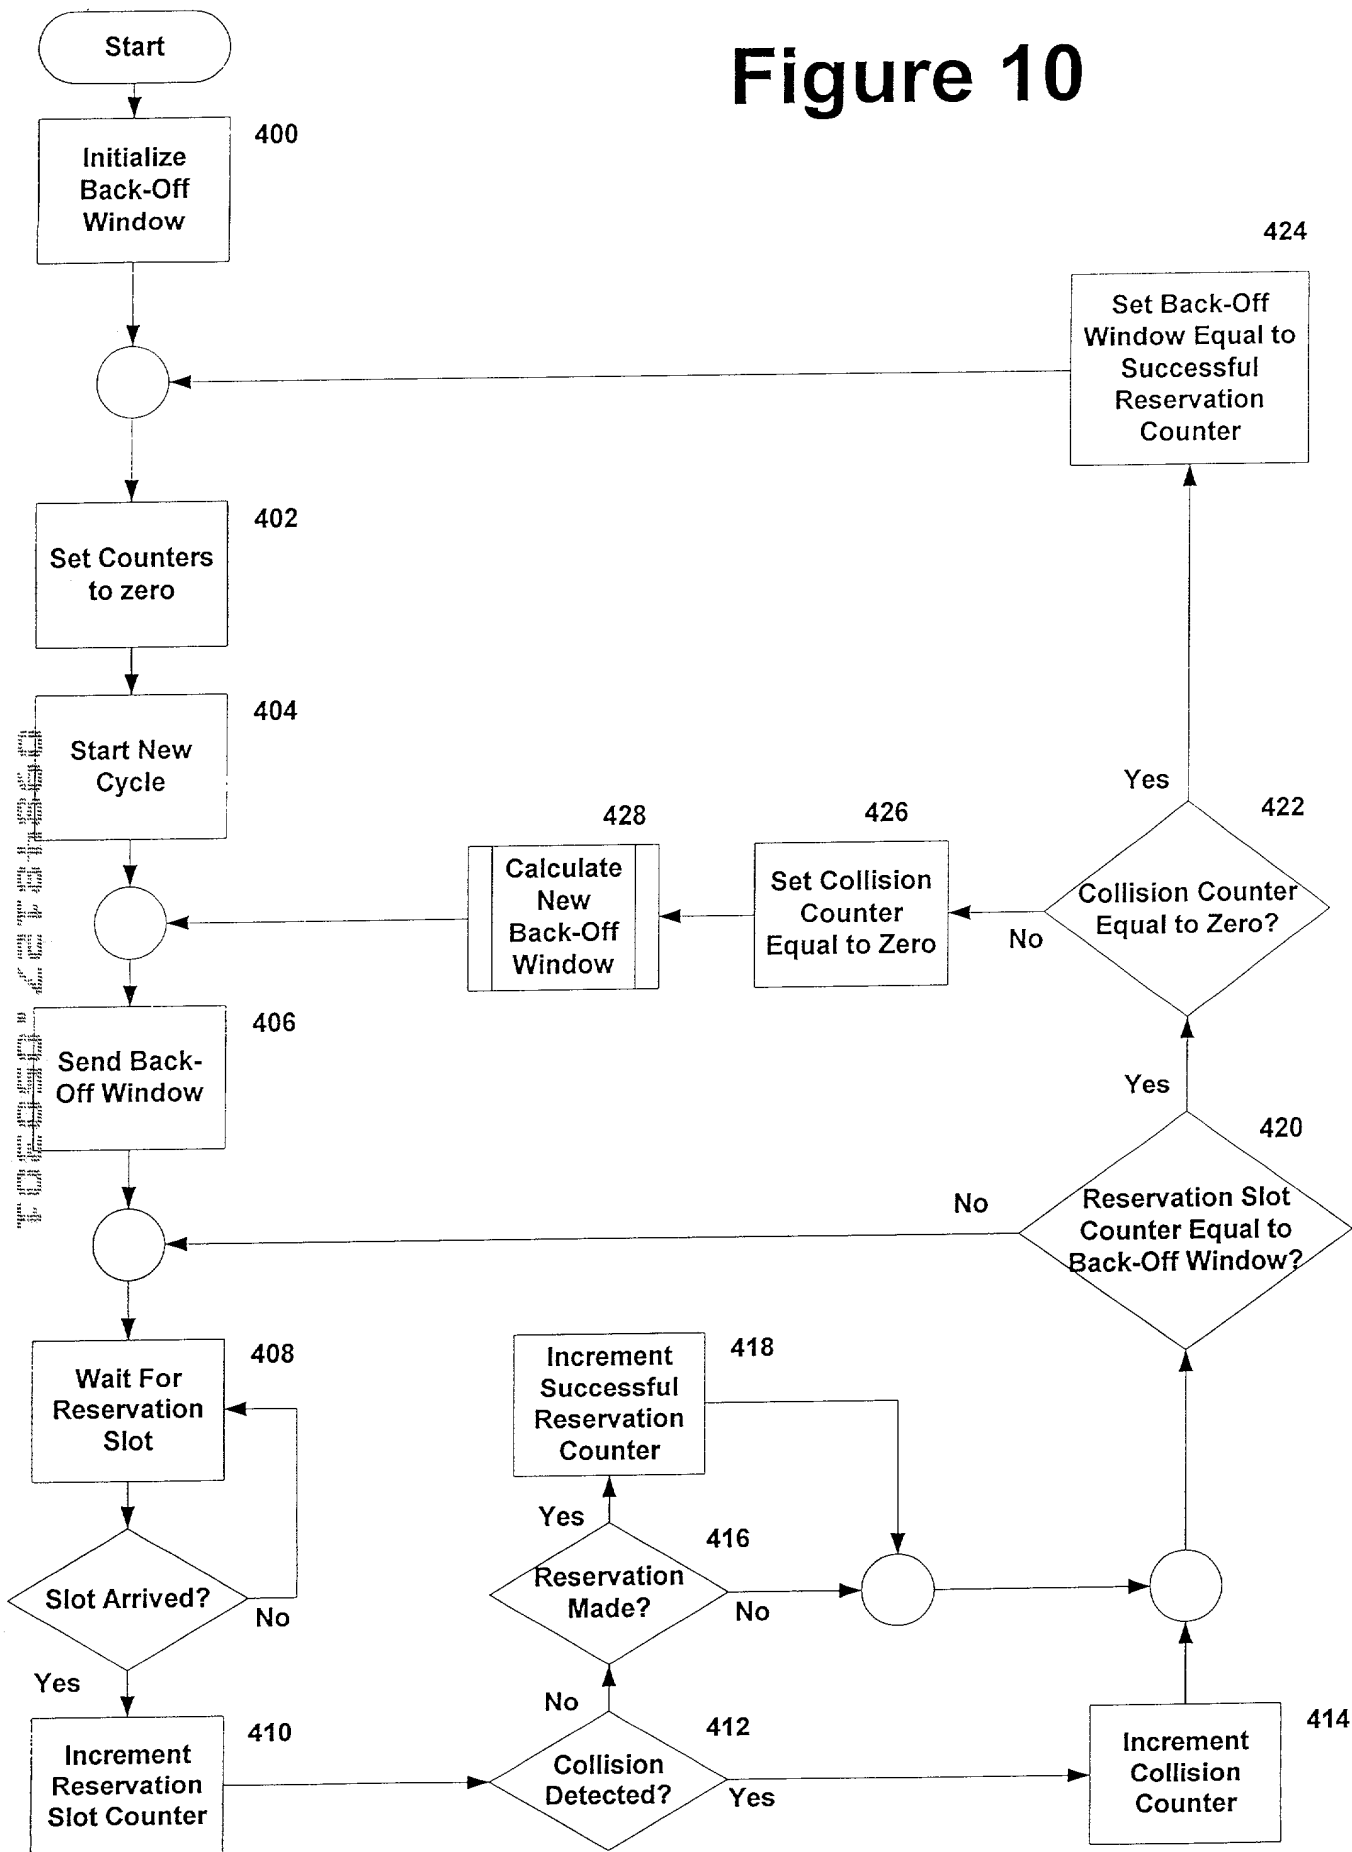 Figure 10
Start
400
Initialize
Back-Off
Window
424
Set Back-Off
Window Equal to
Successful
Reservation
Counter
402
Set Counters
to zero
404
Start New
Cycle
Yes
422
Collision Counter
Equal to Zero?
No
426
Set Collision
Counter
Equal to Zero
428
Calculate
New
Back-Off
Window
406
Send Back-
Off Window
Yes
420
Reservation Slot
Counter Equal to
Back-Off Window?
No
408
Wait For
Reservation
Slot
Slot Arrived?
No
Yes
410
Increment
Reservation
Slot Counter
418
Increment
Successful
Reservation
Counter
Yes
416
Reservation
Made?
No
No
412
Collision
Detected?
Yes
414
Increment
Collision
Counter